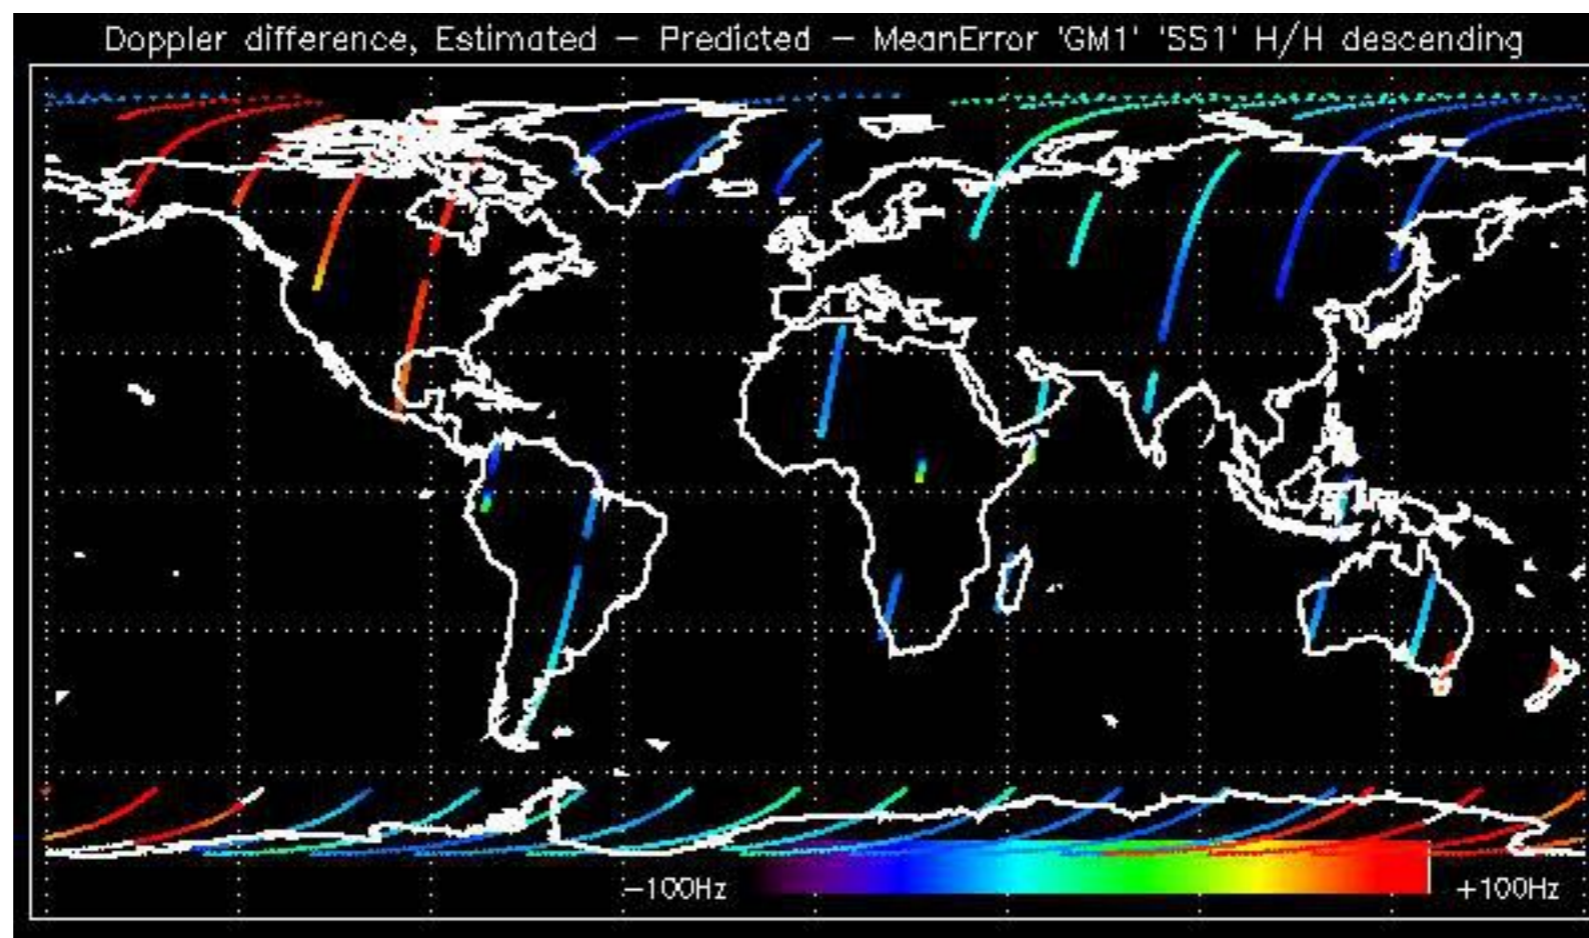 Doppler difference, Estimated – Predicted – MeanError 'GM1' 'SS1' H/H descending
−100Hz +100Hz